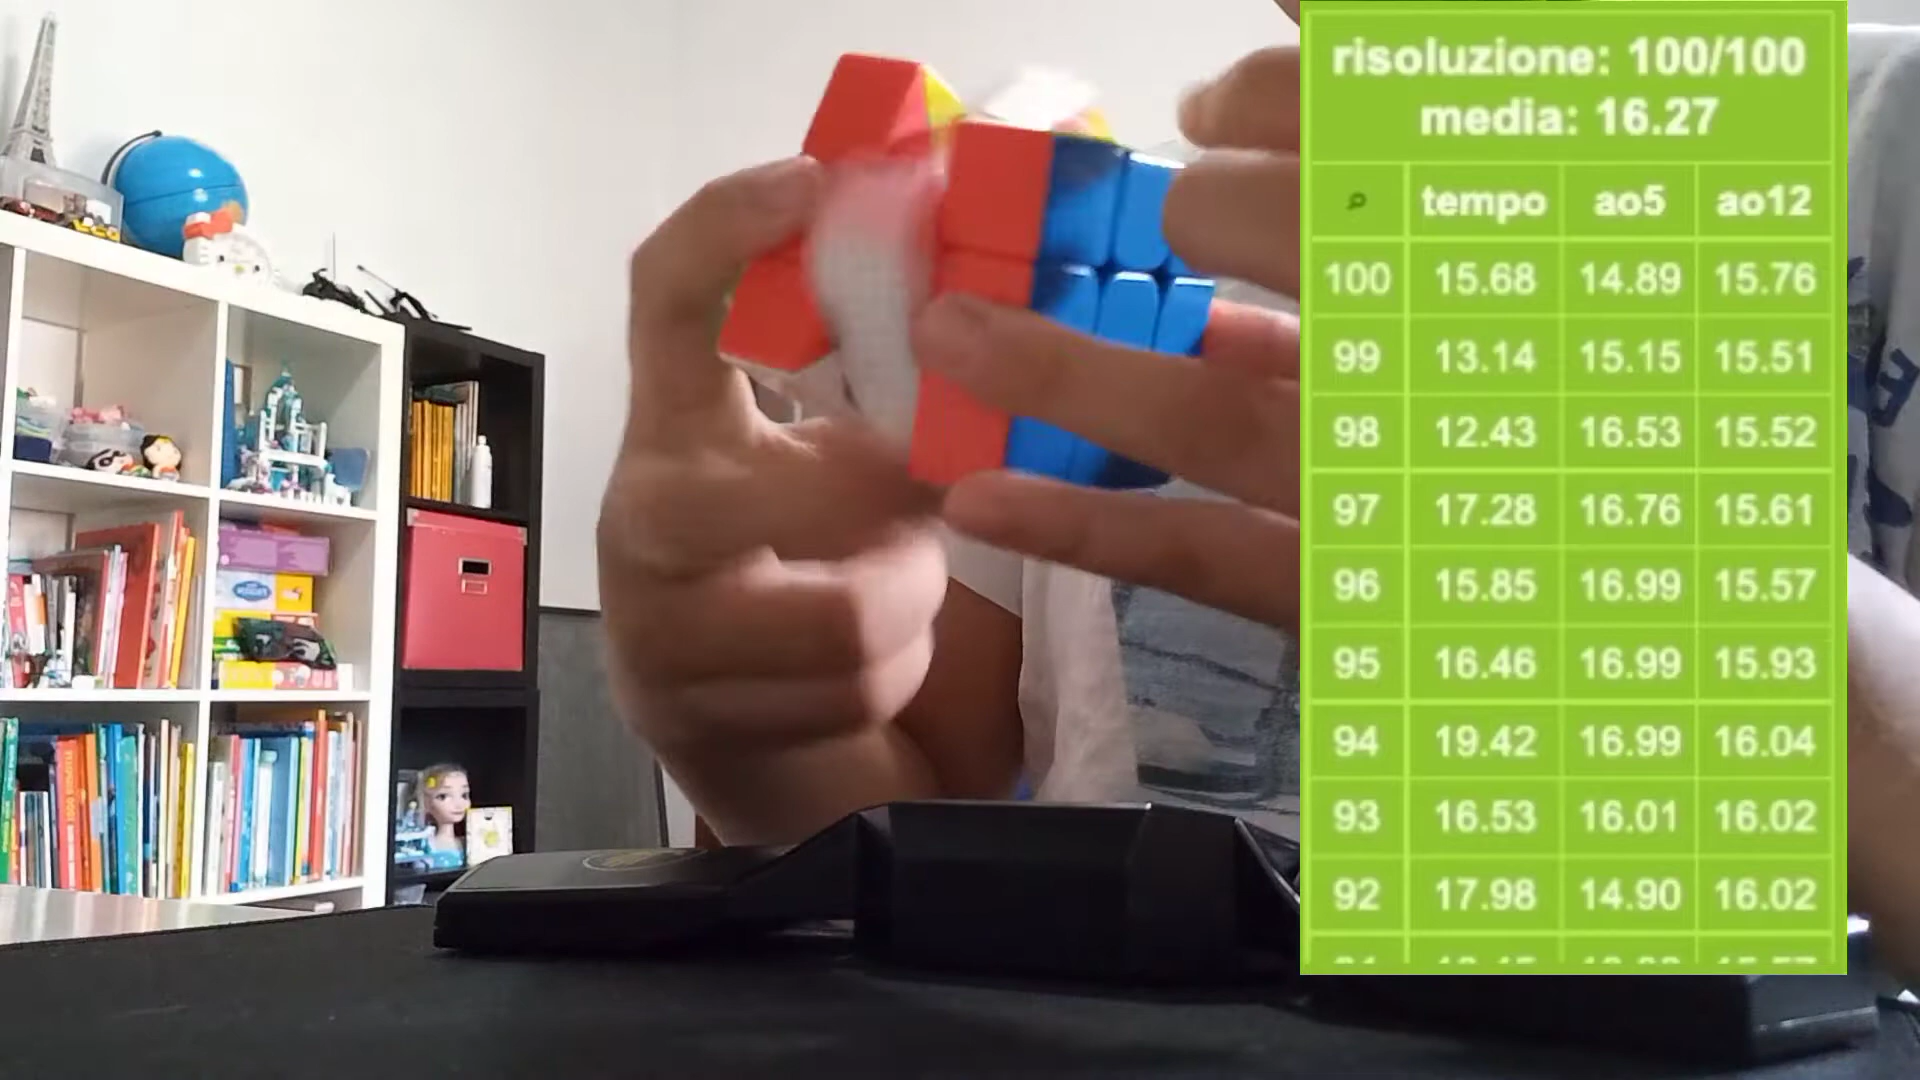 risoluzione: 100/100
media: 16.27
tempo ao5 ao12
100 15.68 14.89 15.76
99 13.14 15.15 15.51
98 12.43 16.53 15.52
97 17.28 16.76 15.61
96 15.85 16.99 15.57
95 16.46 16.99 15.93
94 19.42 16.99 16.04
93 16.53 16.01 16.02
92 17.98 14.90 16.02